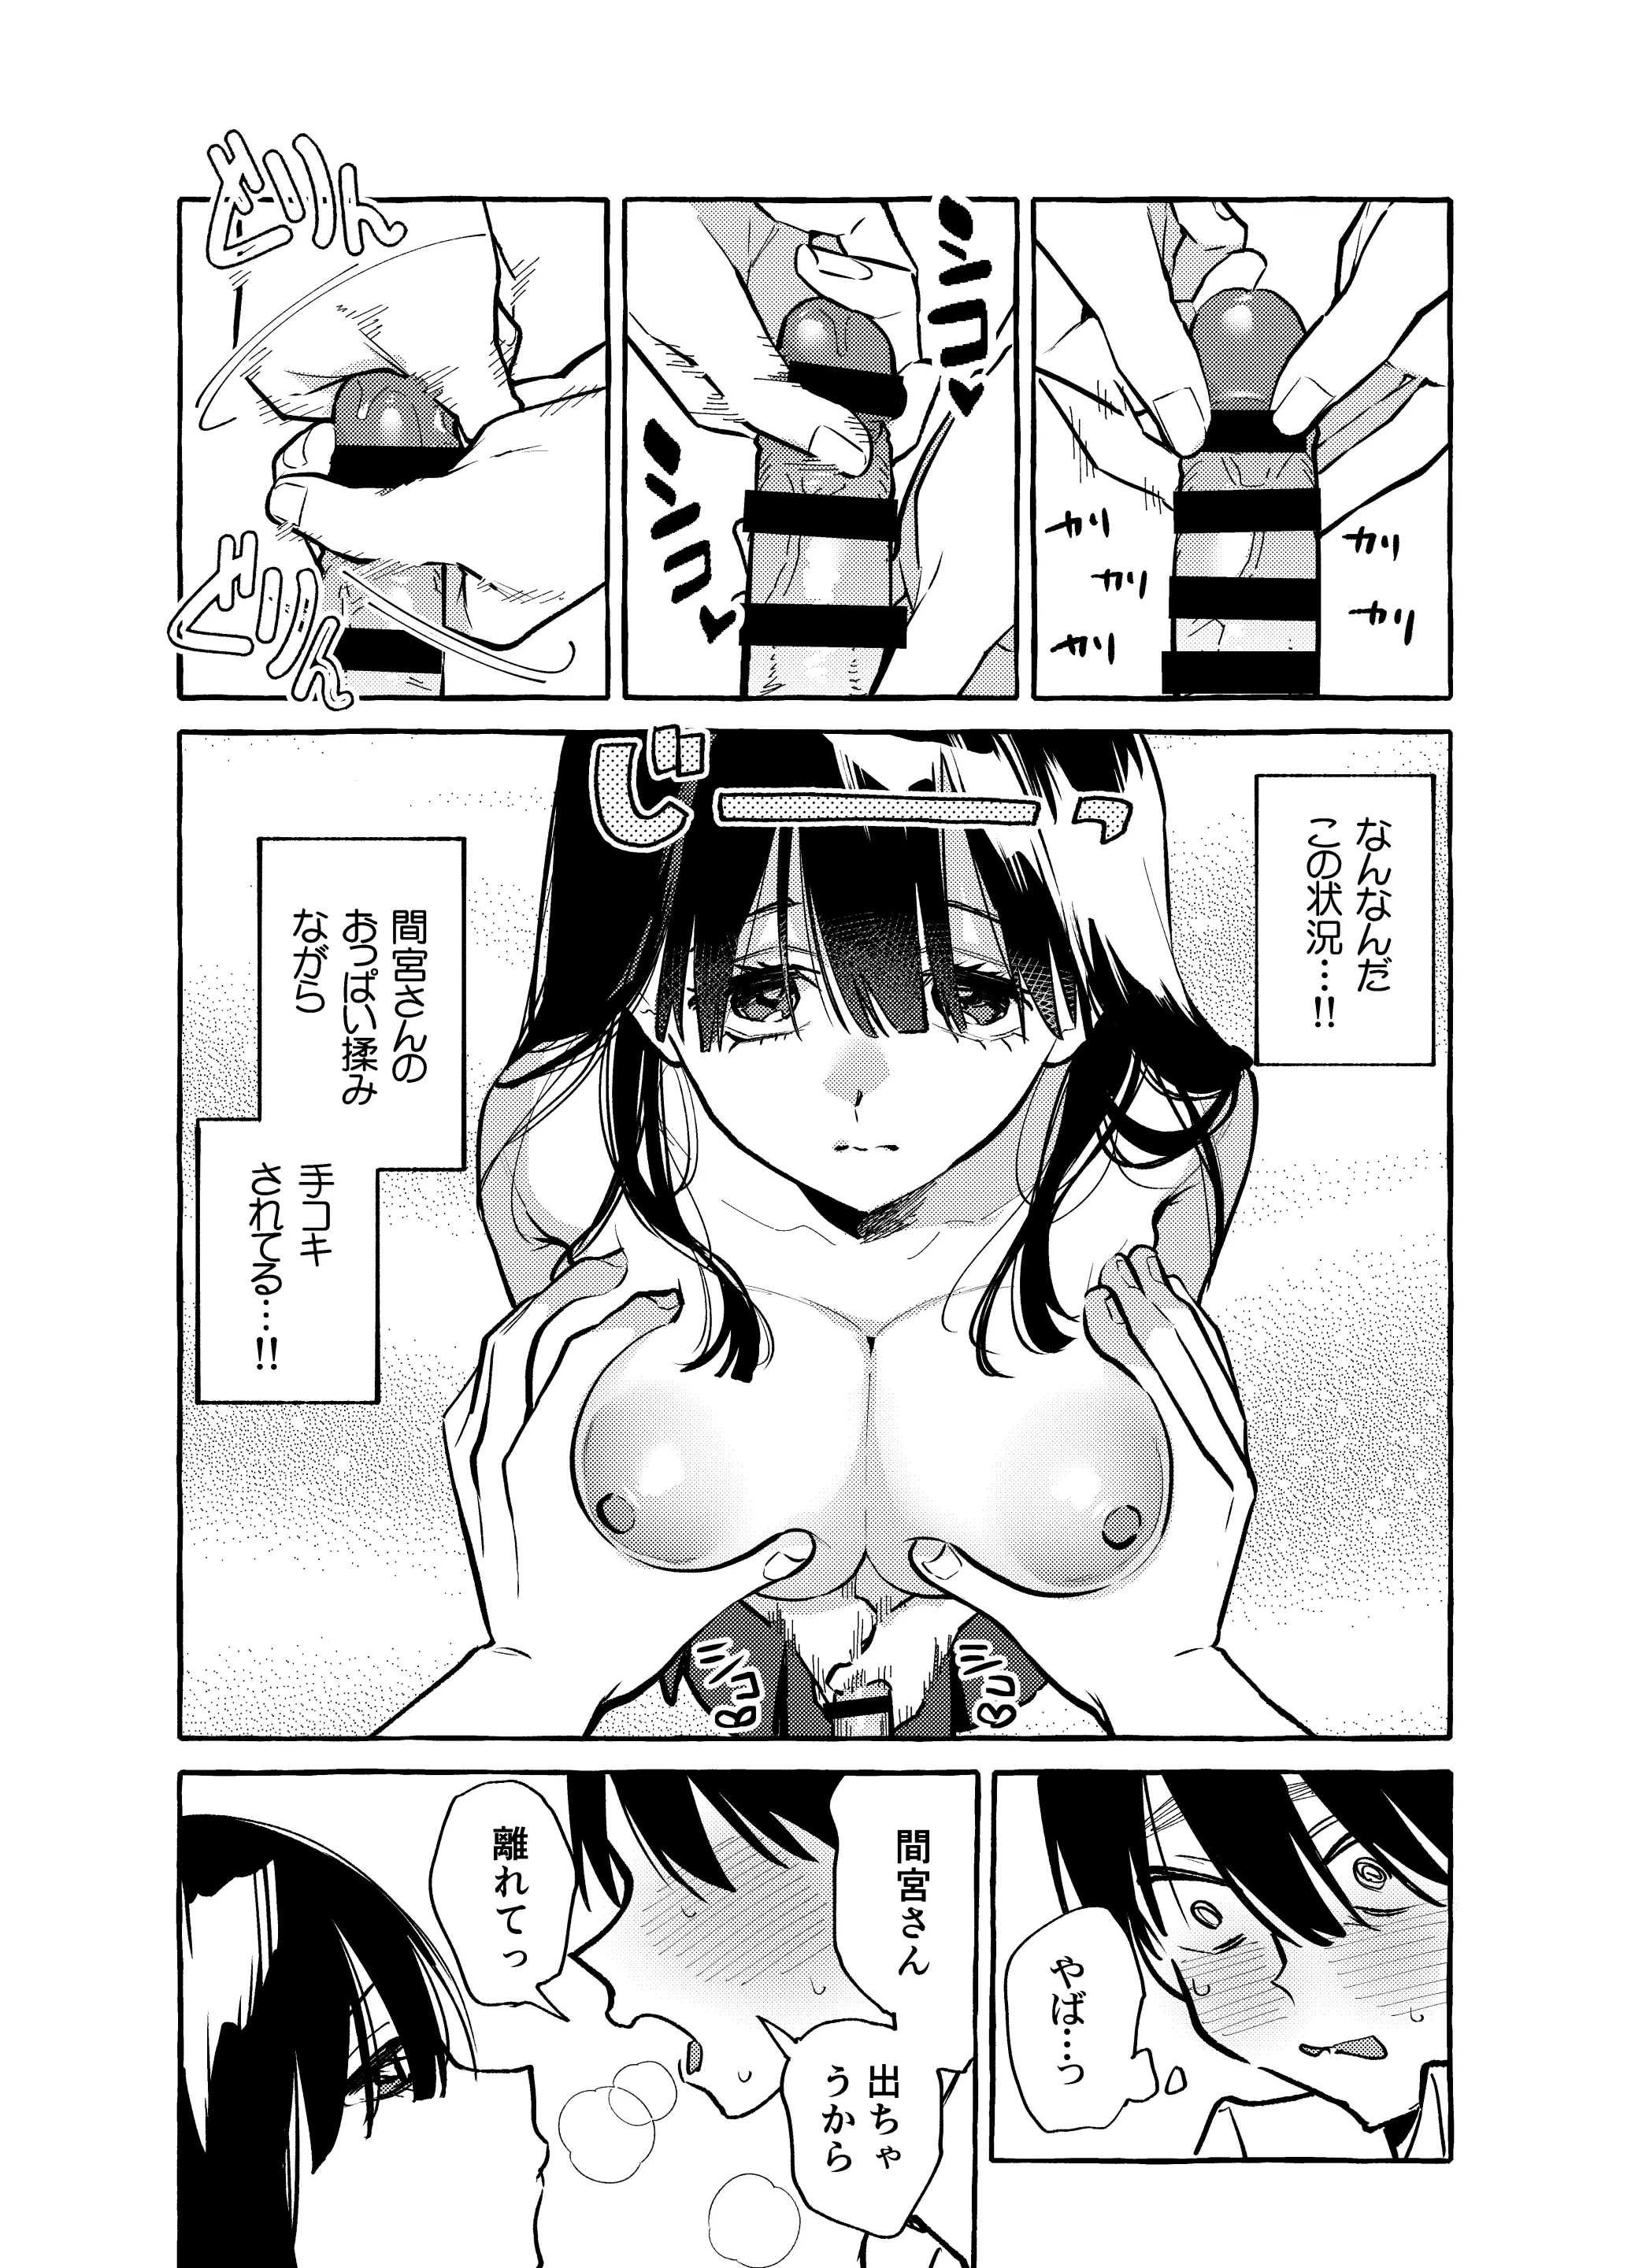 カリ
カリ
カリ
カリ
カリ
シコ♥
シコ♥
ぐりん
ぐりん
なんなんだ
この状況…!!
じーーッ
間宮さんの
おっぱい揉み
ながら
手コキ
されてる…!!
シコ
シコ
やば…っ
間宮さん
出ちゃ
うから
離れてっ